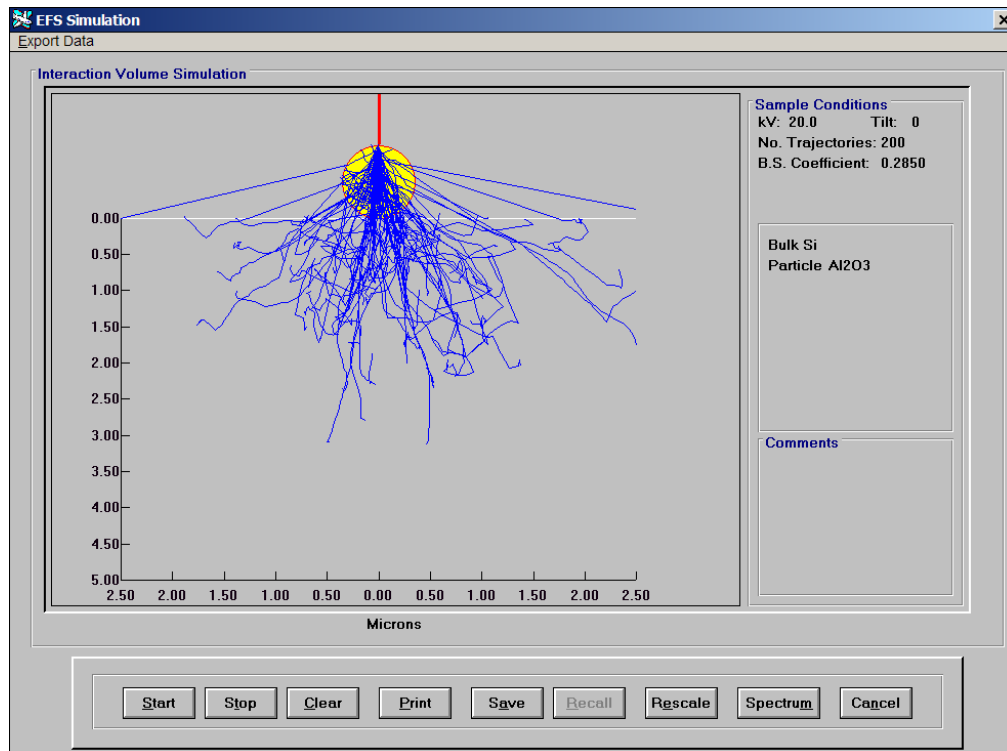 EFS Simulation
Export Data
Interaction Volume Simulation
Sample Conditions
kV: 20.0 Tilt: 0
No. Trajectories: 200
B.S. Coefficient: 0.2850
Bulk Si
Particle Al2O3
Comments
0.00
0.50
1.00
1.50
2.00
2.50
3.00
3.50
4.00
4.50
5.00
2.50 2.00 1.50 1.00 0.50 0.00 0.50 1.00 1.50 2.00 2.50
Microns
Start Stop Clear Print Save Recall Rescale Spectrum Cancel